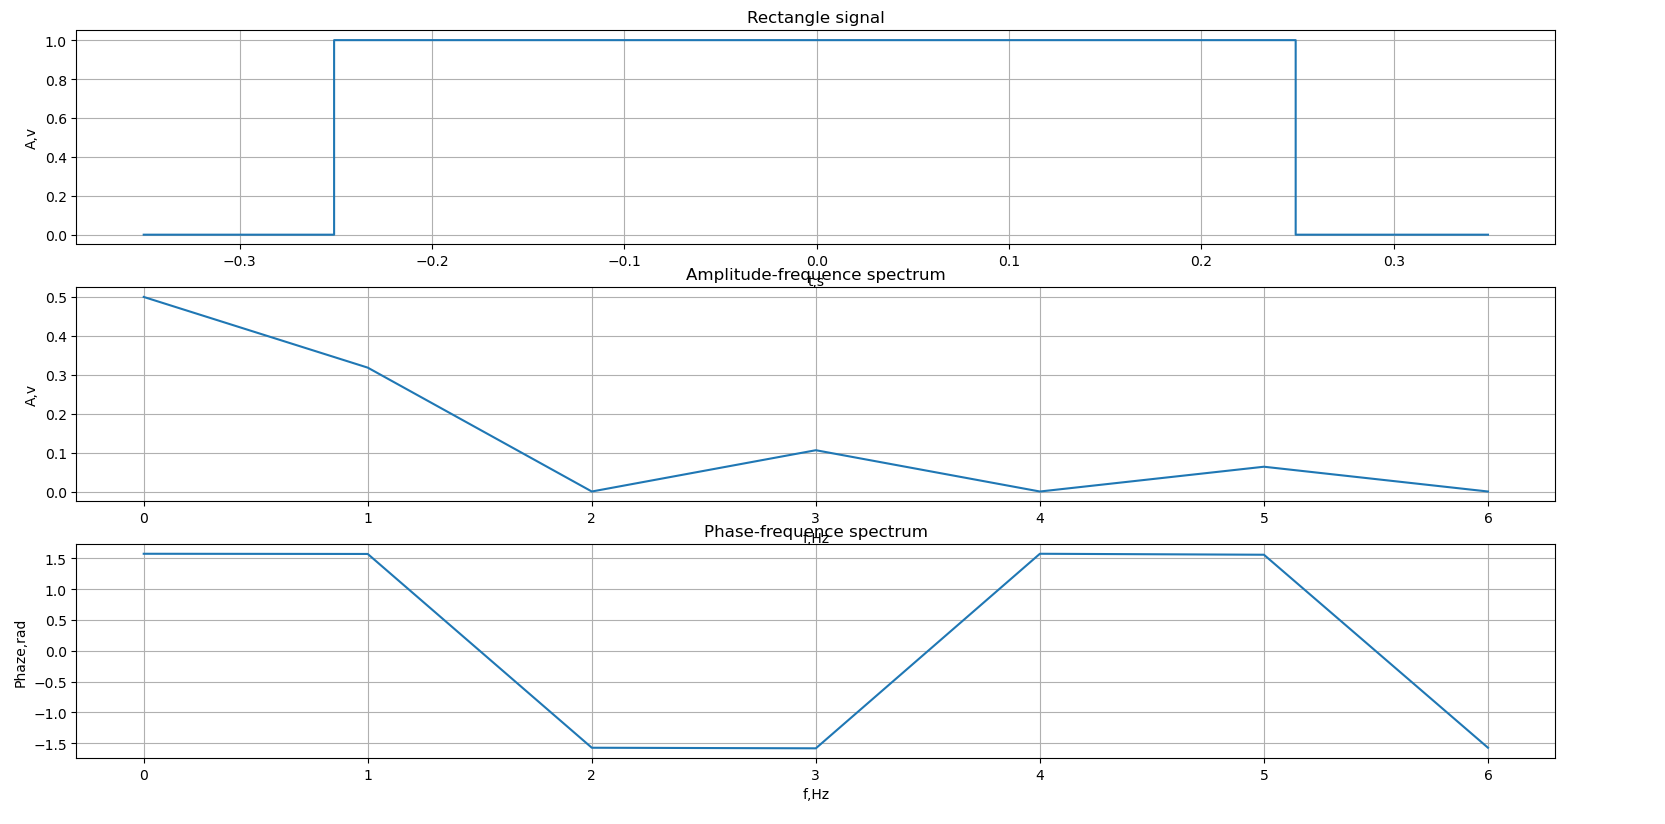 Rectangle signal
1.0
0.8
0.6
0.4
0.2
0.0
A,v
−0.3 −0.2 −0.1 0.0 0.1 0.2 0.3
t,s
Amplitude-frequence spectrum
0.5
0.4
0.3
0.2
0.1
0.0
A,v
0 1 2 3 4 5 6
f,Hz
Phase-frequence spectrum
1.5
1.0
0.5
0.0
−0.5
−1.0
−1.5
Phaze,rad
0 1 2 3 4 5 6
f,Hz